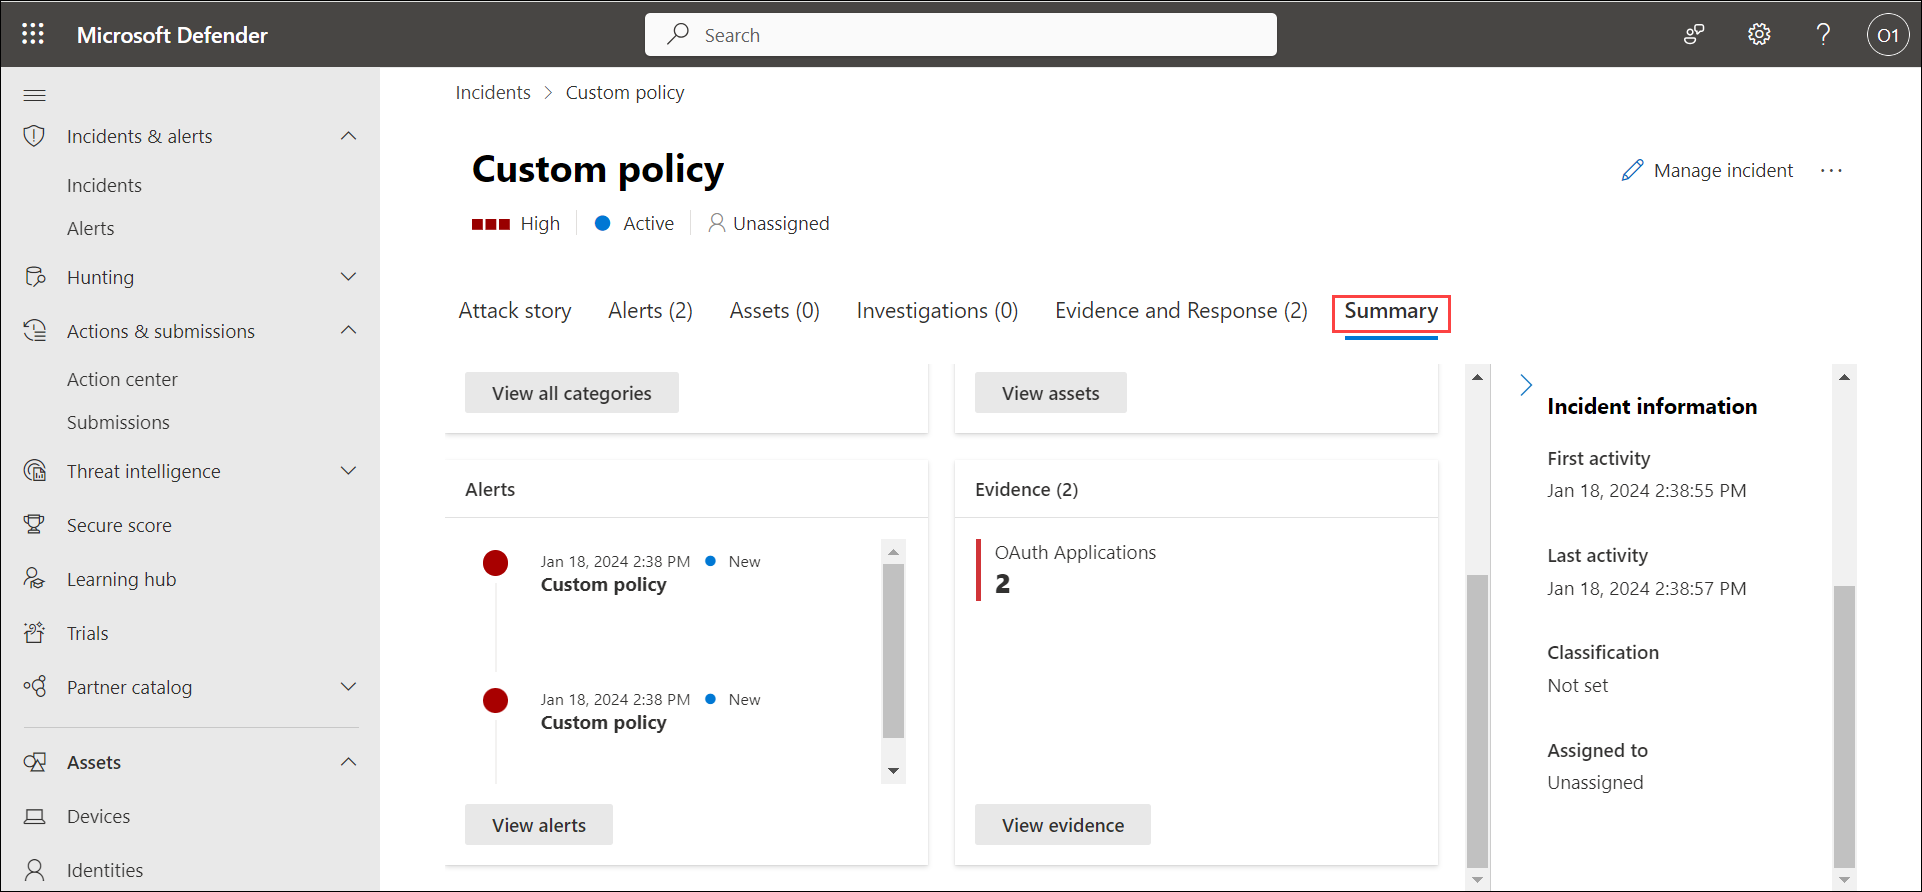 Microsoft Defender
Search
O1
Incidents & alerts
Incidents
Alerts
Hunting
Actions & submissions
Action center
Submissions
Threat intelligence
Secure score
Learning hub
Trials
Partner catalog
Assets
Devices
Identities
Incidents > Custom policy
Custom policy
Manage incident
High
Active
Unassigned
Attack story
Alerts (2)
Assets (0)
Investigations (0)
Evidence and Response (2)
Summary
View all categories
View assets
Alerts
Jan 18, 2024 2:38 PM New
Custom policy
Jan 18, 2024 2:38 PM New
Custom policy
View alerts
Evidence (2)
OAuth Applications
2
View evidence
Incident information
First activity
Jan 18, 2024 2:38:55 PM
Last activity
Jan 18, 2024 2:38:57 PM
Classification
Not set
Assigned to
Unassigned